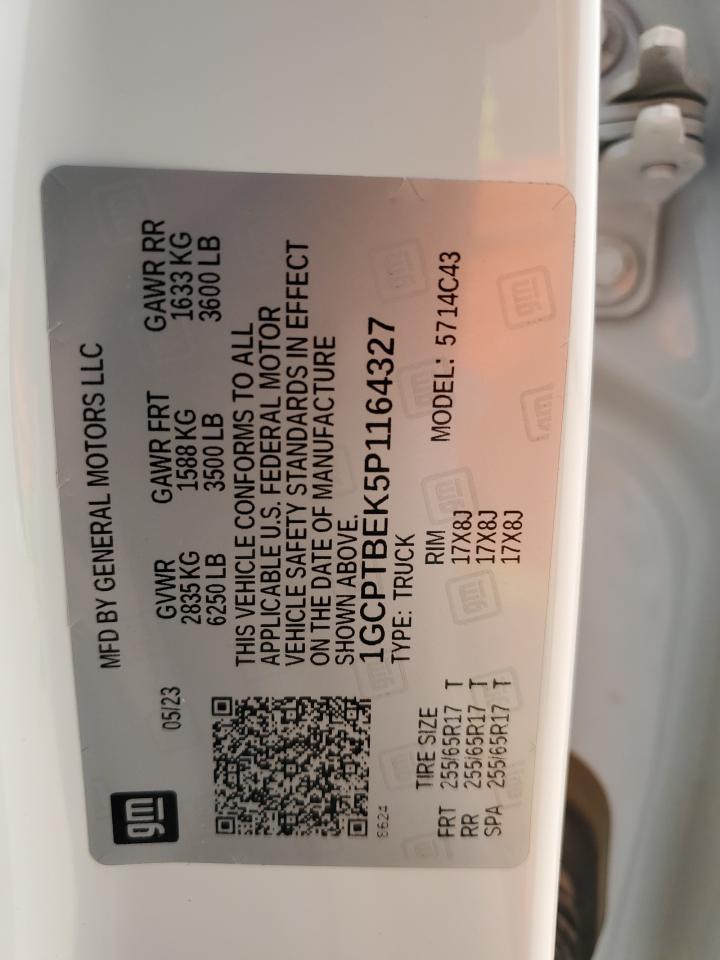 gm
05/23
MFD BY GENERAL MOTORS LLC
GVWR GAWR FRT GAWR RR
2835 KG 1588 KG 1633 KG
6250 LB 3500 LB 3600 LB
THIS VEHICLE CONFORMS TO ALL
APPLICABLE U.S. FEDERAL MOTOR
VEHICLE SAFETY STANDARDS IN EFFECT
ON THE DATE OF MANUFACTURE
SHOWN ABOVE.
1GCPTBEK5P1164327
TYPE: TRUCK
8624
TIRE SIZE RIM MODEL: 5714C43
FRT 255/65R17 T 17X8J
RR 255/65R17 T 17X8J
SPA 255/65R17 T 17X8J